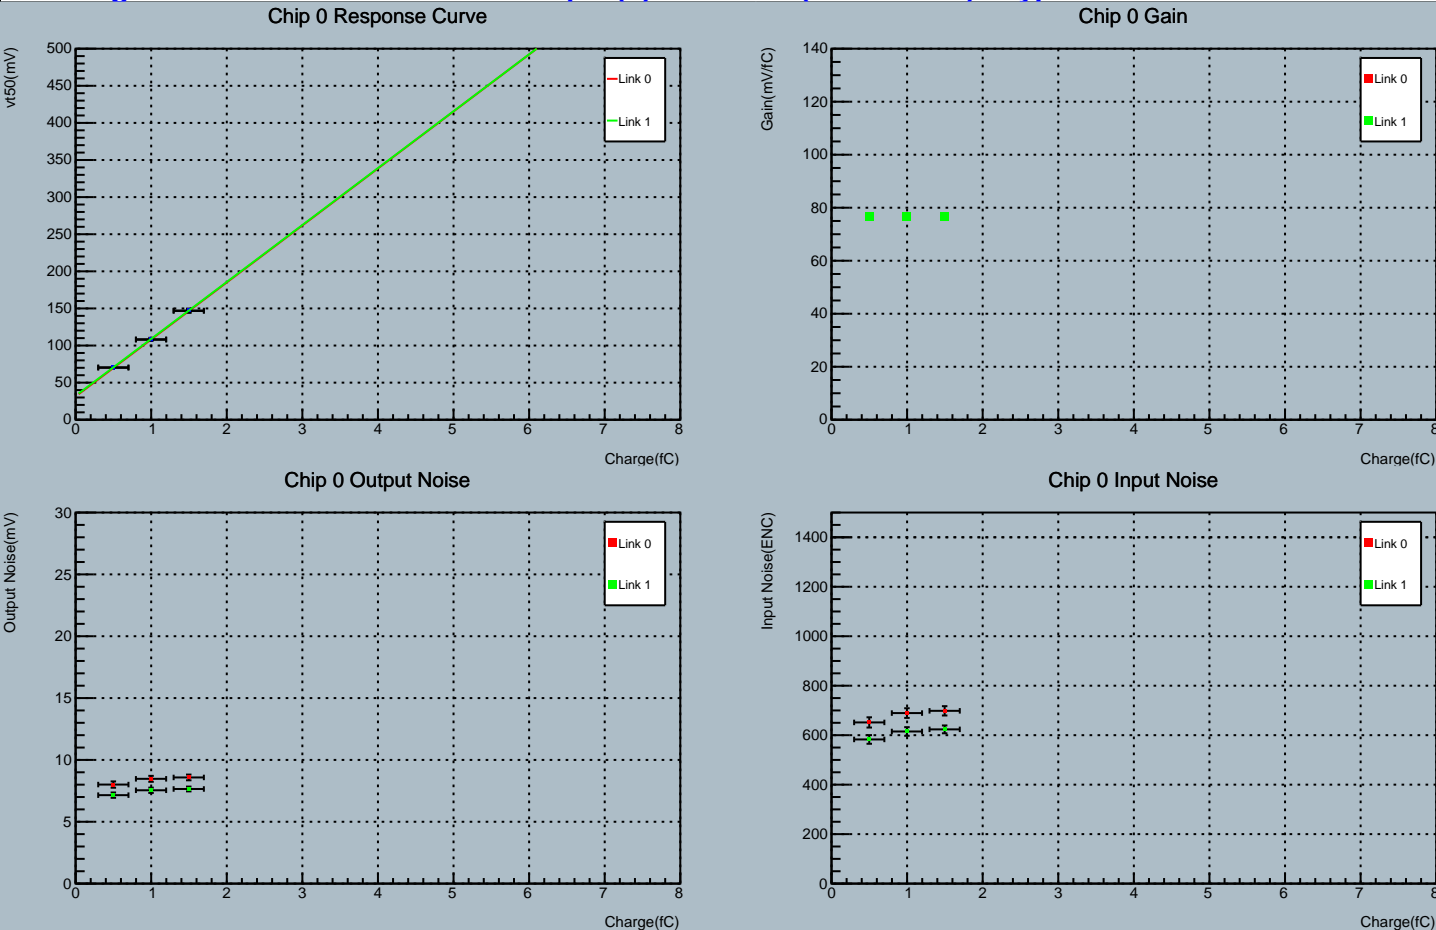 Chip 0 Response Curve
vt50(mV)
500
450
400
350
300
250
200
150
100
50
0
0 1 2 3 4 5 6 7 8
Charge(fC)
Link 0
Link 1
Chip 0 Gain
Gain(mV/fC)
140
120
100
80
60
40
20
0
0 1 2 3 4 5 6 7 8
Charge(fC)
Link 0
Link 1
Chip 0 Output Noise
Output Noise(mV)
30
25
20
15
10
5
0
0 1 2 3 4 5 6 7 8
Charge(fC)
Link 0
Link 1
Chip 0 Input Noise
Input Noise(ENC)
1400
1200
1000
800
600
400
200
0
0 1 2 3 4 5 6 7 8
Charge(fC)
Link 0
Link 1